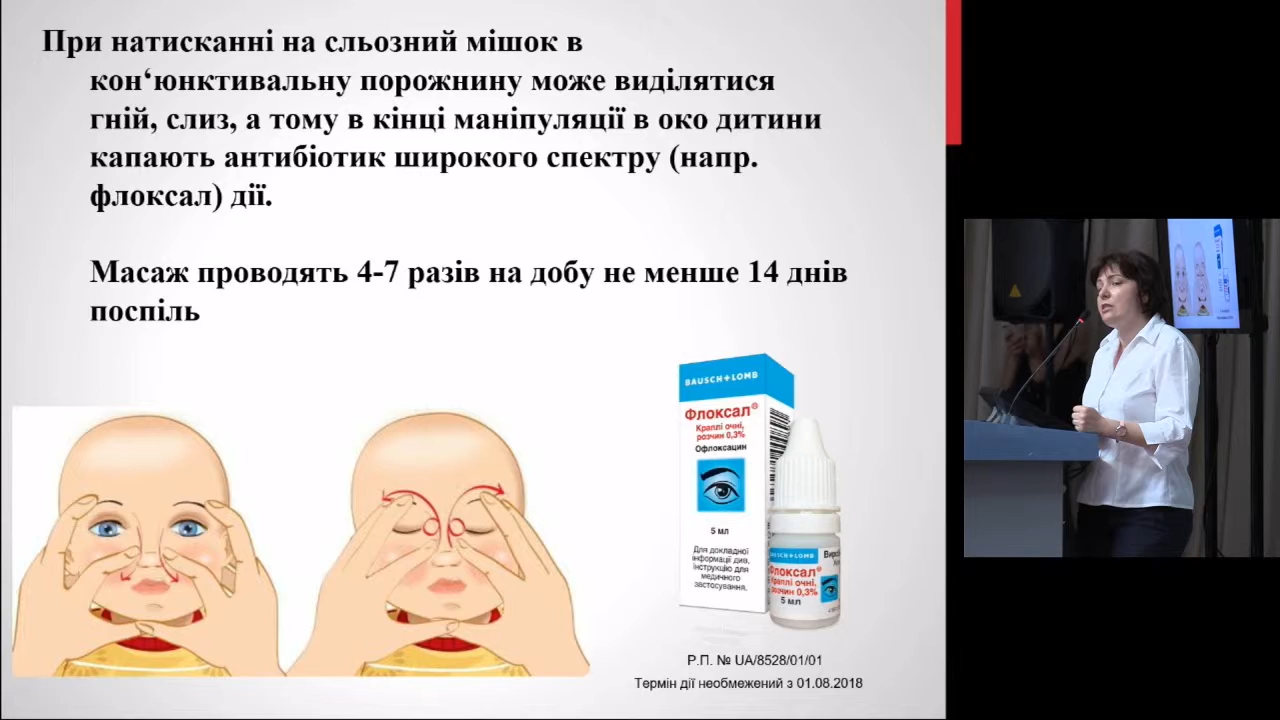 При натисканні на сльозний мішок в
кон‘юнктивальну порожнину може виділятися
гній, слиз, а тому в кінці маніпуляції в око дитини
капають антибіотик широкого спектру (напр.
флоксал) дії.
Масаж проводять 4-7 разів на добу не менше 14 днів
поспіль
BAUSCH+LOMB
Флоксал®
Краплі очні,
розчин 0,3%
Офлоксацин
5 мл
Для докладної
інформації див.
інструкцію для
медичного
застосування.
BAUSCH+LOMB
Флоксал®
Краплі очні,
розчин 0,3%
5 мл
Р.П. № UA/8528/01/01
Термін дії необмежений з 01.08.2018